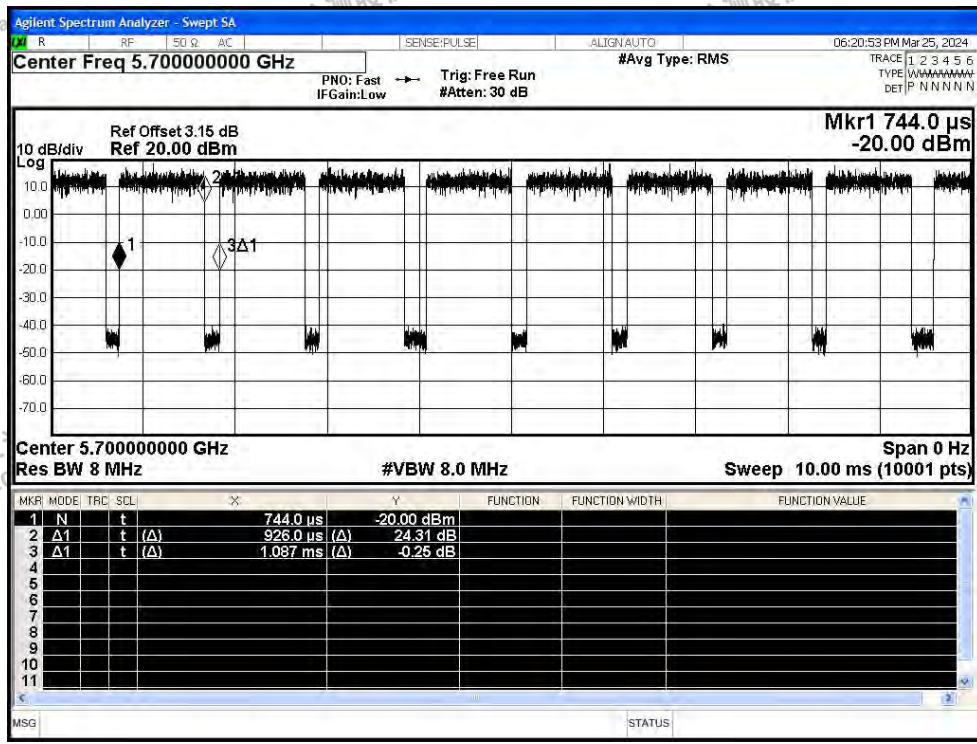 Agilent Spectrum Analyzer - Swept SA
R RF 50 Ω AC SENSE:PULSE ALIGN AUTO 06:20:53 PM Mar 25, 2024
Center Freq 5.700000000 GHz
PNO: Fast
IFGain:Low
Trig: Free Run
#Atten: 30 dB
#Avg Type: RMS
TRACE 1 2 3 4 5 6
TYPE WWWWWW
DET P N N N N N
Mkr1 744.0 µs
-20.00 dBm
Ref Offset 3.15 dB
10 dB/div Ref 20.00 dBm
Log
10.0
0.00
-10.0
-20.0
-30.0
-40.0
-50.0
-60.0
-70.0
2
1
3Δ1
Center 5.700000000 GHz Span 0 Hz
Res BW 8 MHz #VBW 8.0 MHz Sweep 10.00 ms (10001 pts)
MKR MODE TRC SCL X Y FUNCTION FUNCTION WIDTH FUNCTION VALUE
1 N t 744.0 µs -20.00 dBm
2 Δ1 t (Δ) 926.0 µs (Δ) 24.31 dB
3 Δ1 t (Δ) 1.087 ms (Δ) -0.25 dB
4
5
6
7
8
9
10
11
MSG STATUS